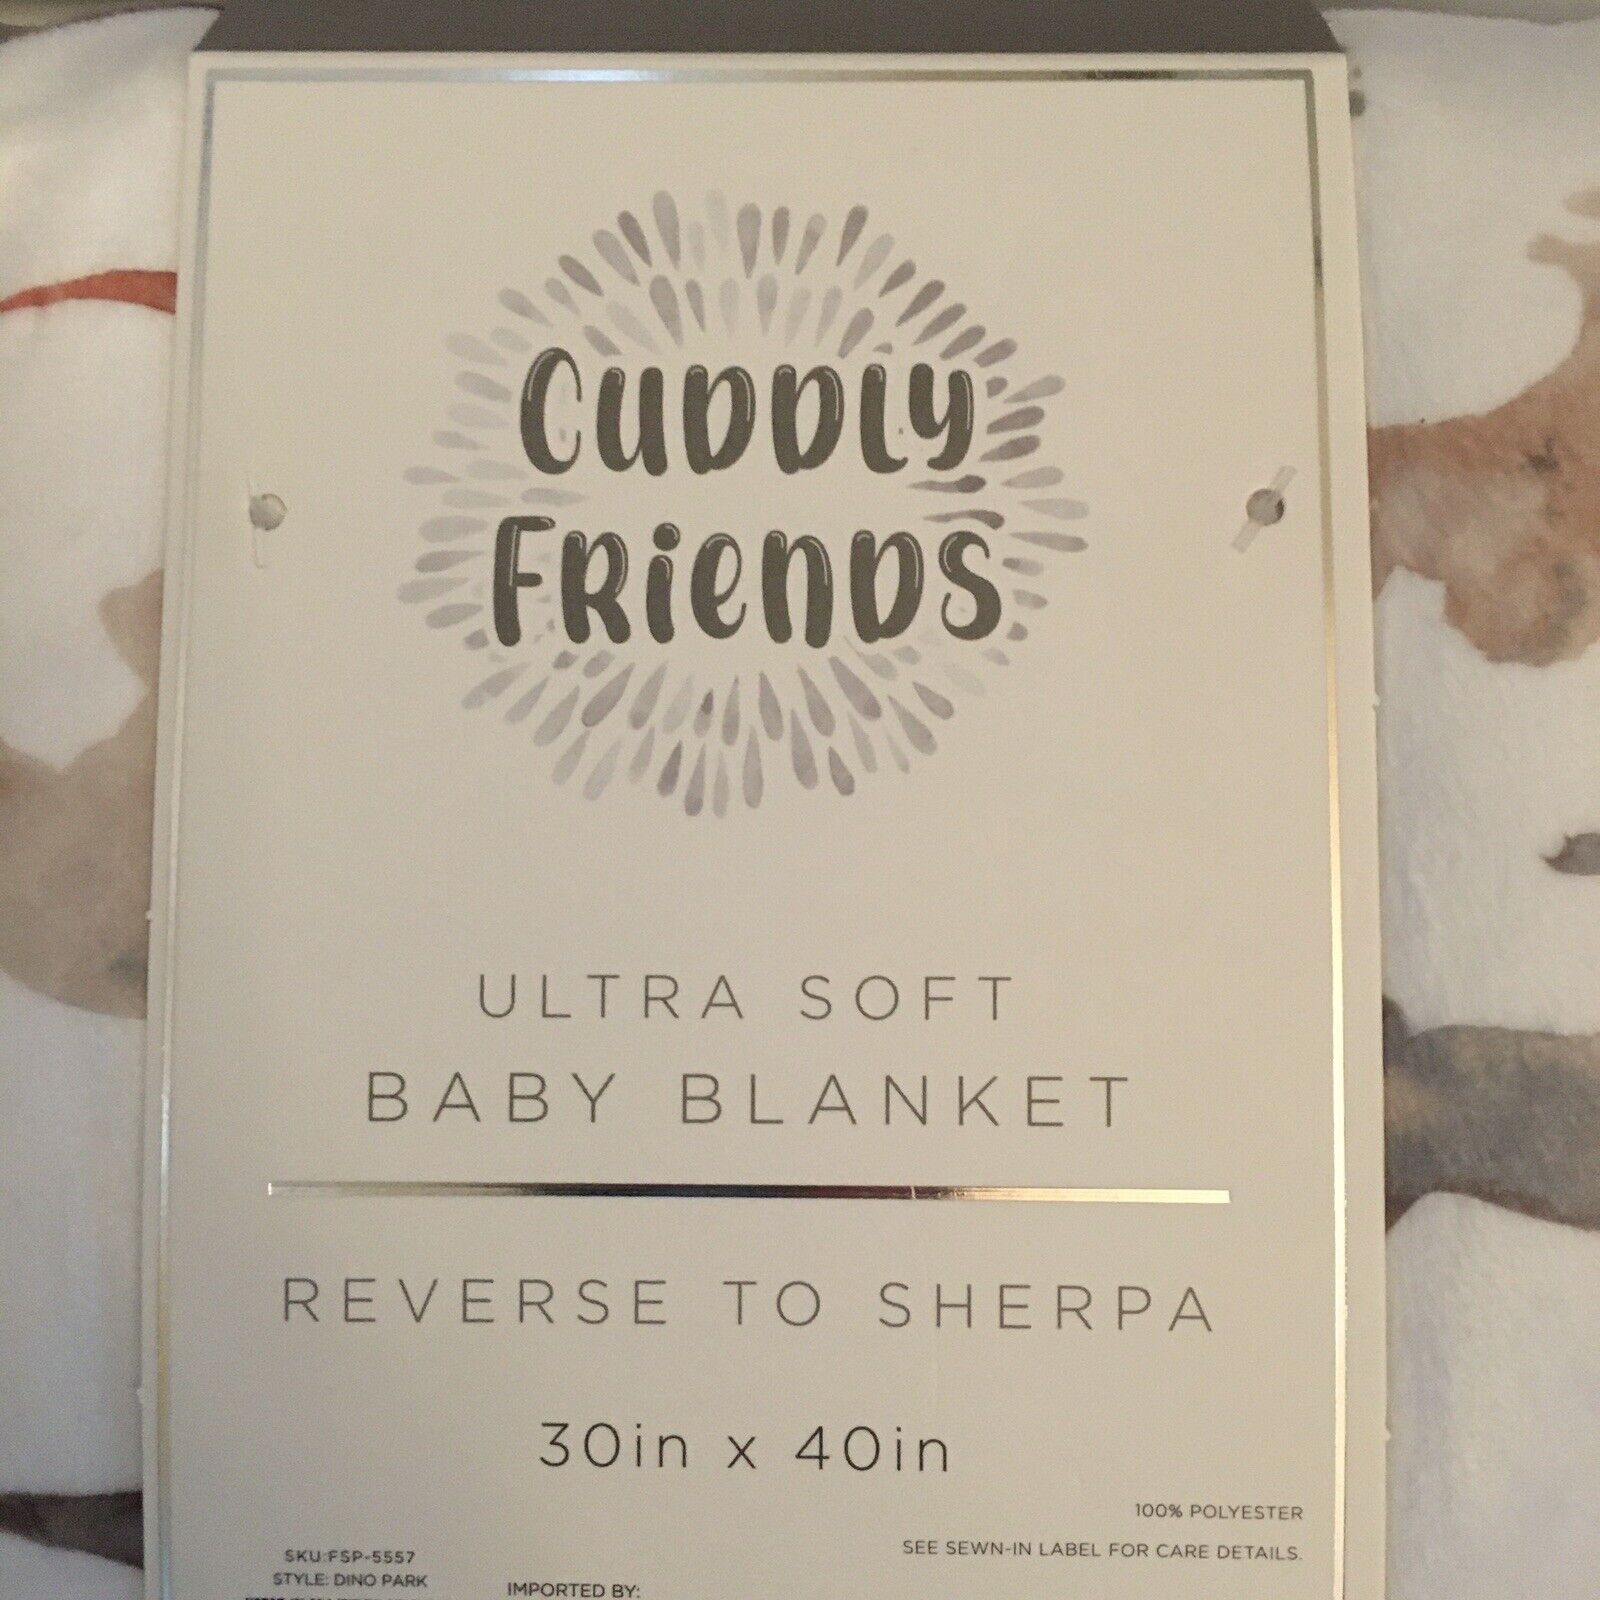 CUDDLY
FRIENDS
ULTRA SOFT
BABY BLANKET
REVERSE TO SHERPA
30in x 40in
100% POLYESTER
SEE SEWN-IN LABEL FOR CARE DETAILS.
SKU:FSP-5557
STYLE: DINO PARK
IMPORTED BY: